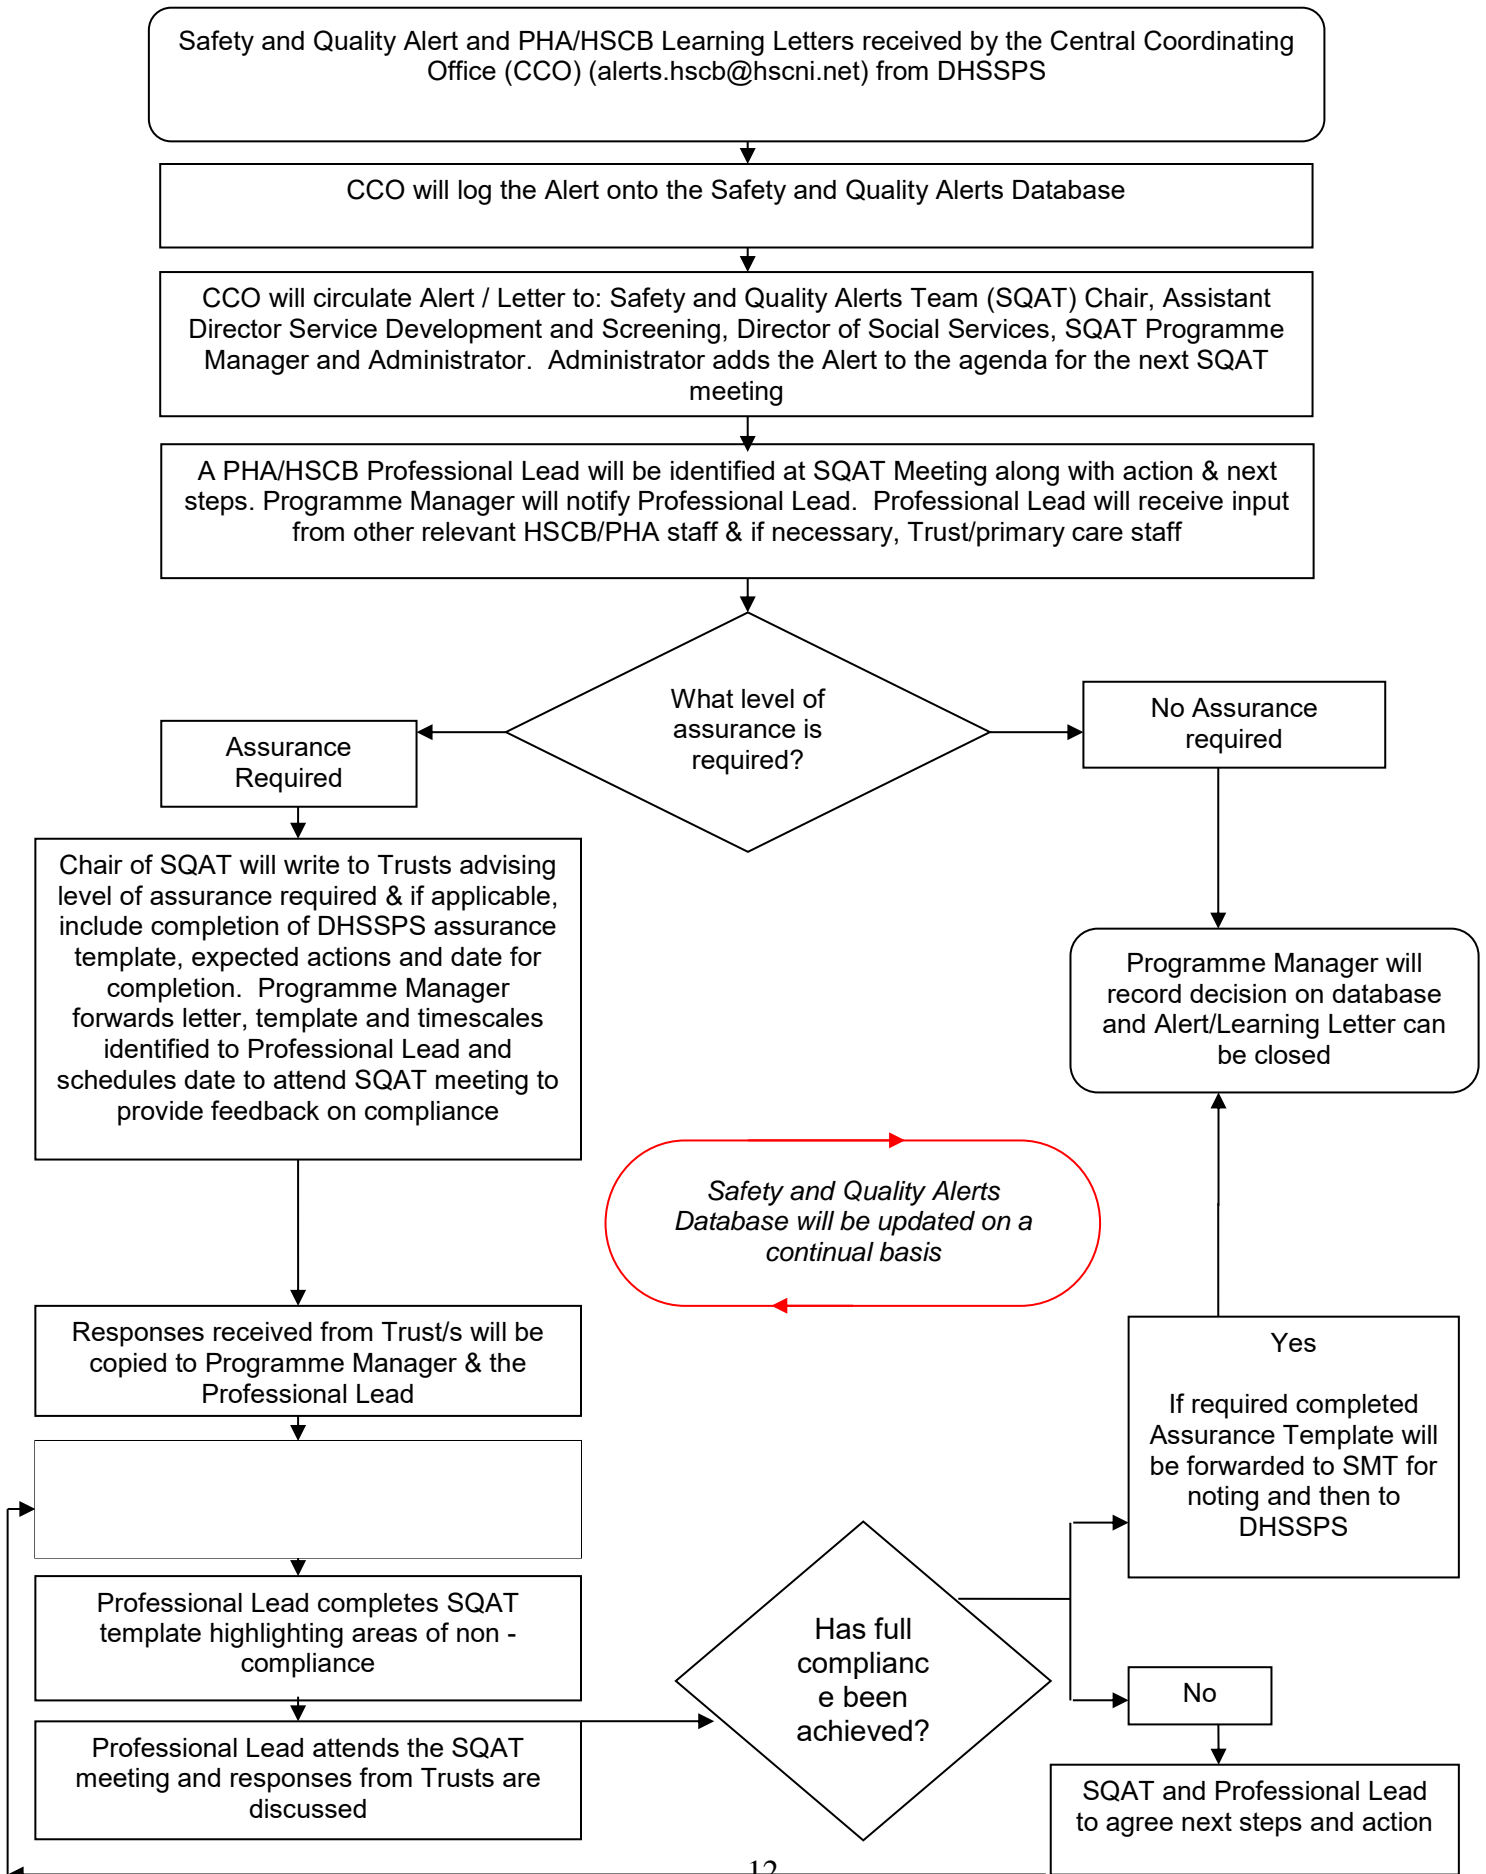 Safety and Quality Alert and PHA/HSCB Learning Letters received by the Central Coordinating
Office (CCO) (alerts.hscb@hscni.net) from DHSSPS
CCO will log the Alert onto the Safety and Quality Alerts Database
CCO will circulate Alert / Letter to: Safety and Quality Alerts Team (SQAT) Chair, Assistant
Director Service Development and Screening, Director of Social Services, SQAT Programme
Manager and Administrator.  Administrator adds the Alert to the agenda for the next SQAT
meeting
A PHA/HSCB Professional Lead will be identified at SQAT Meeting along with action & next
steps. Programme Manager will notify Professional Lead.  Professional Lead will receive input
from other relevant HSCB/PHA staff & if necessary, Trust/primary care staff
What level of
assurance is
required?
Assurance
Required
No Assurance
required
Chair of SQAT will write to Trusts advising
level of assurance required & if applicable,
include completion of DHSSPS assurance
template, expected actions and date for
completion.  Programme Manager
forwards letter, template and timescales
identified to Professional Lead and
schedules date to attend SQAT meeting to
provide feedback on compliance
Programme Manager will
record decision on database
and Alert/Learning Letter can
be closed
Safety and Quality Alerts
Database will be updated on a
continual basis
Responses received from Trust/s will be
copied to Programme Manager & the
Professional Lead
Yes
If required completed
Assurance Template will
be forwarded to SMT for
noting and then to
DHSSPS
Professional Lead completes SQAT
template highlighting areas of non -
compliance
Has full
complianc
e been
achieved?
No
Professional Lead attends the SQAT
meeting and responses from Trusts are
discussed
SQAT and Professional Lead
to agree next steps and action
12